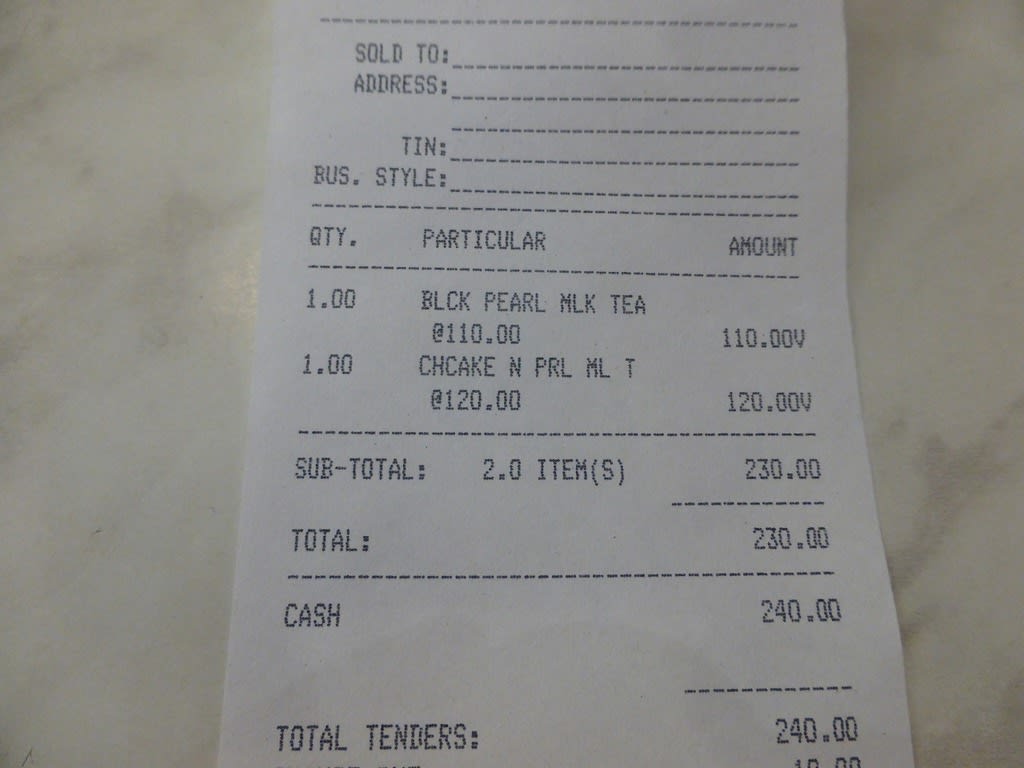 SOLD TO:
ADDRESS:
TIN:
BUS. STYLE:
QTY. PARTICULAR AMOUNT
1.00 BLCK PEARL MLK TEA
@110.00 110.00V
1.00 CHCAKE N PRL ML T
@120.00 120.00V
SUB-TOTAL: 2.0 ITEM(S) 230.00
TOTAL: 230.00
CASH 240.00
TOTAL TENDERS: 240.00
10.00